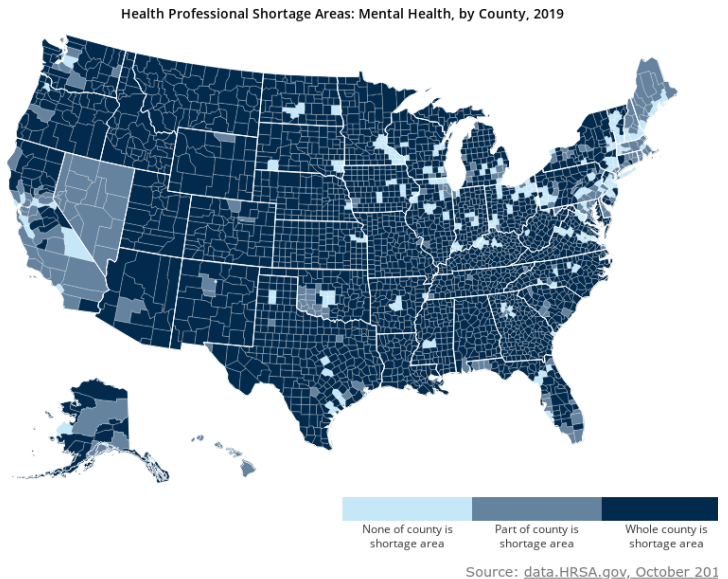 Health Professional Shortage Areas: Mental Health, by County, 2019
None of county is
shortage area
Part of county is
shortage area
Whole county is
shortage area
Source: data.HRSA.gov, October 201